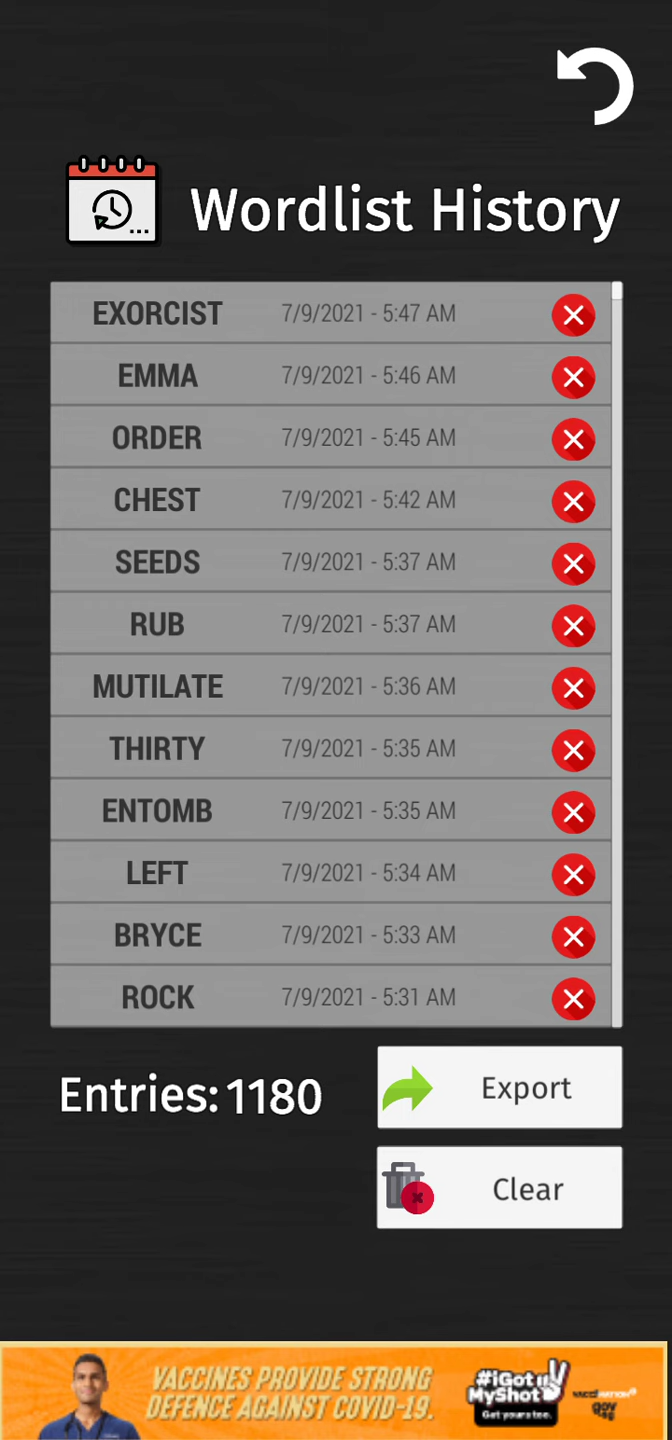 Wordlist History
EXORCIST 7/9/2021 - 5:47 AM
EMMA 7/9/2021 - 5:46 AM
ORDER 7/9/2021 - 5:45 AM
CHEST 7/9/2021 - 5:42 AM
SEEDS 7/9/2021 - 5:37 AM
RUB 7/9/2021 - 5:37 AM
MUTILATE 7/9/2021 - 5:36 AM
THIRTY 7/9/2021 - 5:35 AM
ENTOMB 7/9/2021 - 5:35 AM
LEFT 7/9/2021 - 5:34 AM
BRYCE 7/9/2021 - 5:33 AM
ROCK 7/9/2021 - 5:31 AM
Entries: 1180
Export
Clear
VACCINES PROVIDE STRONG
DEFENCE AGAINST COVID-19.
#iGot
MyShot
Get yours too.
gov